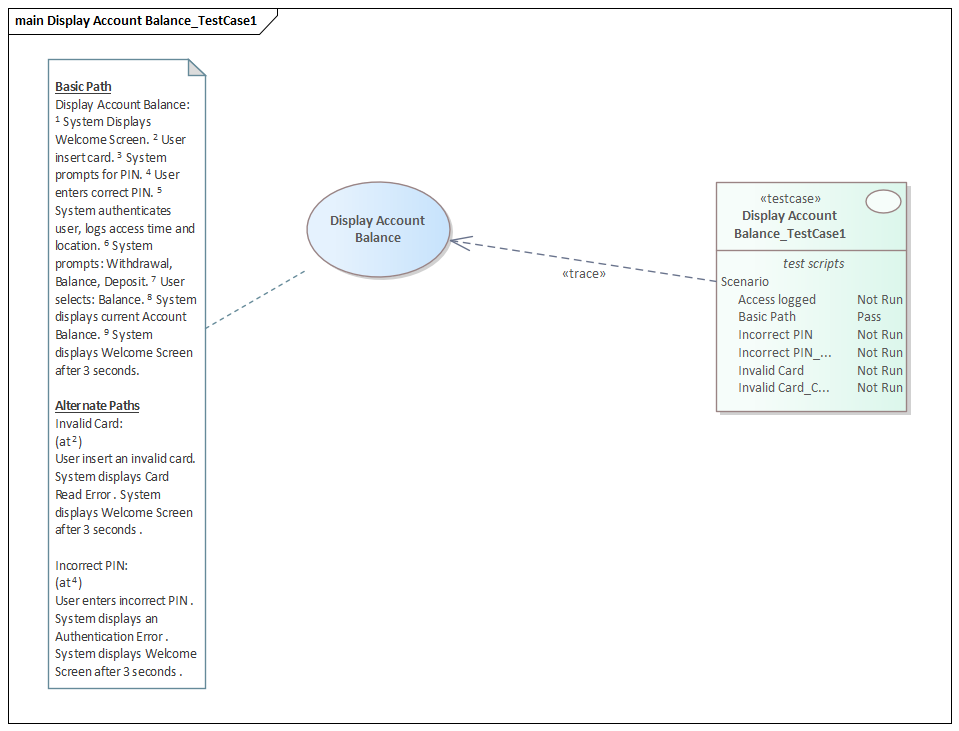 main Display Account Balance_TestCase1
Basic Path
Display Account Balance:
¹ System Displays
Welcome Screen. ² User
insert card. ³ System
prompts for PIN. ⁴ User
enters correct PIN. ⁵
System authenticates
user, logs access time and
location. ⁶ System
prompts: Withdrawal,
Balance, Deposit. ⁷ User
selects: Balance. ⁸ System
displays current Account
Balance. ⁹ System
displays Welcome Screen
after 3 seconds.
Alternate Paths
Invalid Card:
(at ²)
User insert an invalid card.
System displays Card
Read Error . System
displays Welcome Screen
after 3 seconds .
Incorrect PIN:
(at ⁴)
User enters incorrect PIN .
System displays an
Authentication Error .
System displays Welcome
Screen after 3 seconds .
Display Account
Balance
«trace»
«testcase»
Display Account
Balance_TestCase1
test scripts
Scenario
Access logged Not Run
Basic Path Pass
Incorrect PIN Not Run
Incorrect PIN_... Not Run
Invalid Card Not Run
Invalid Card_C... Not Run